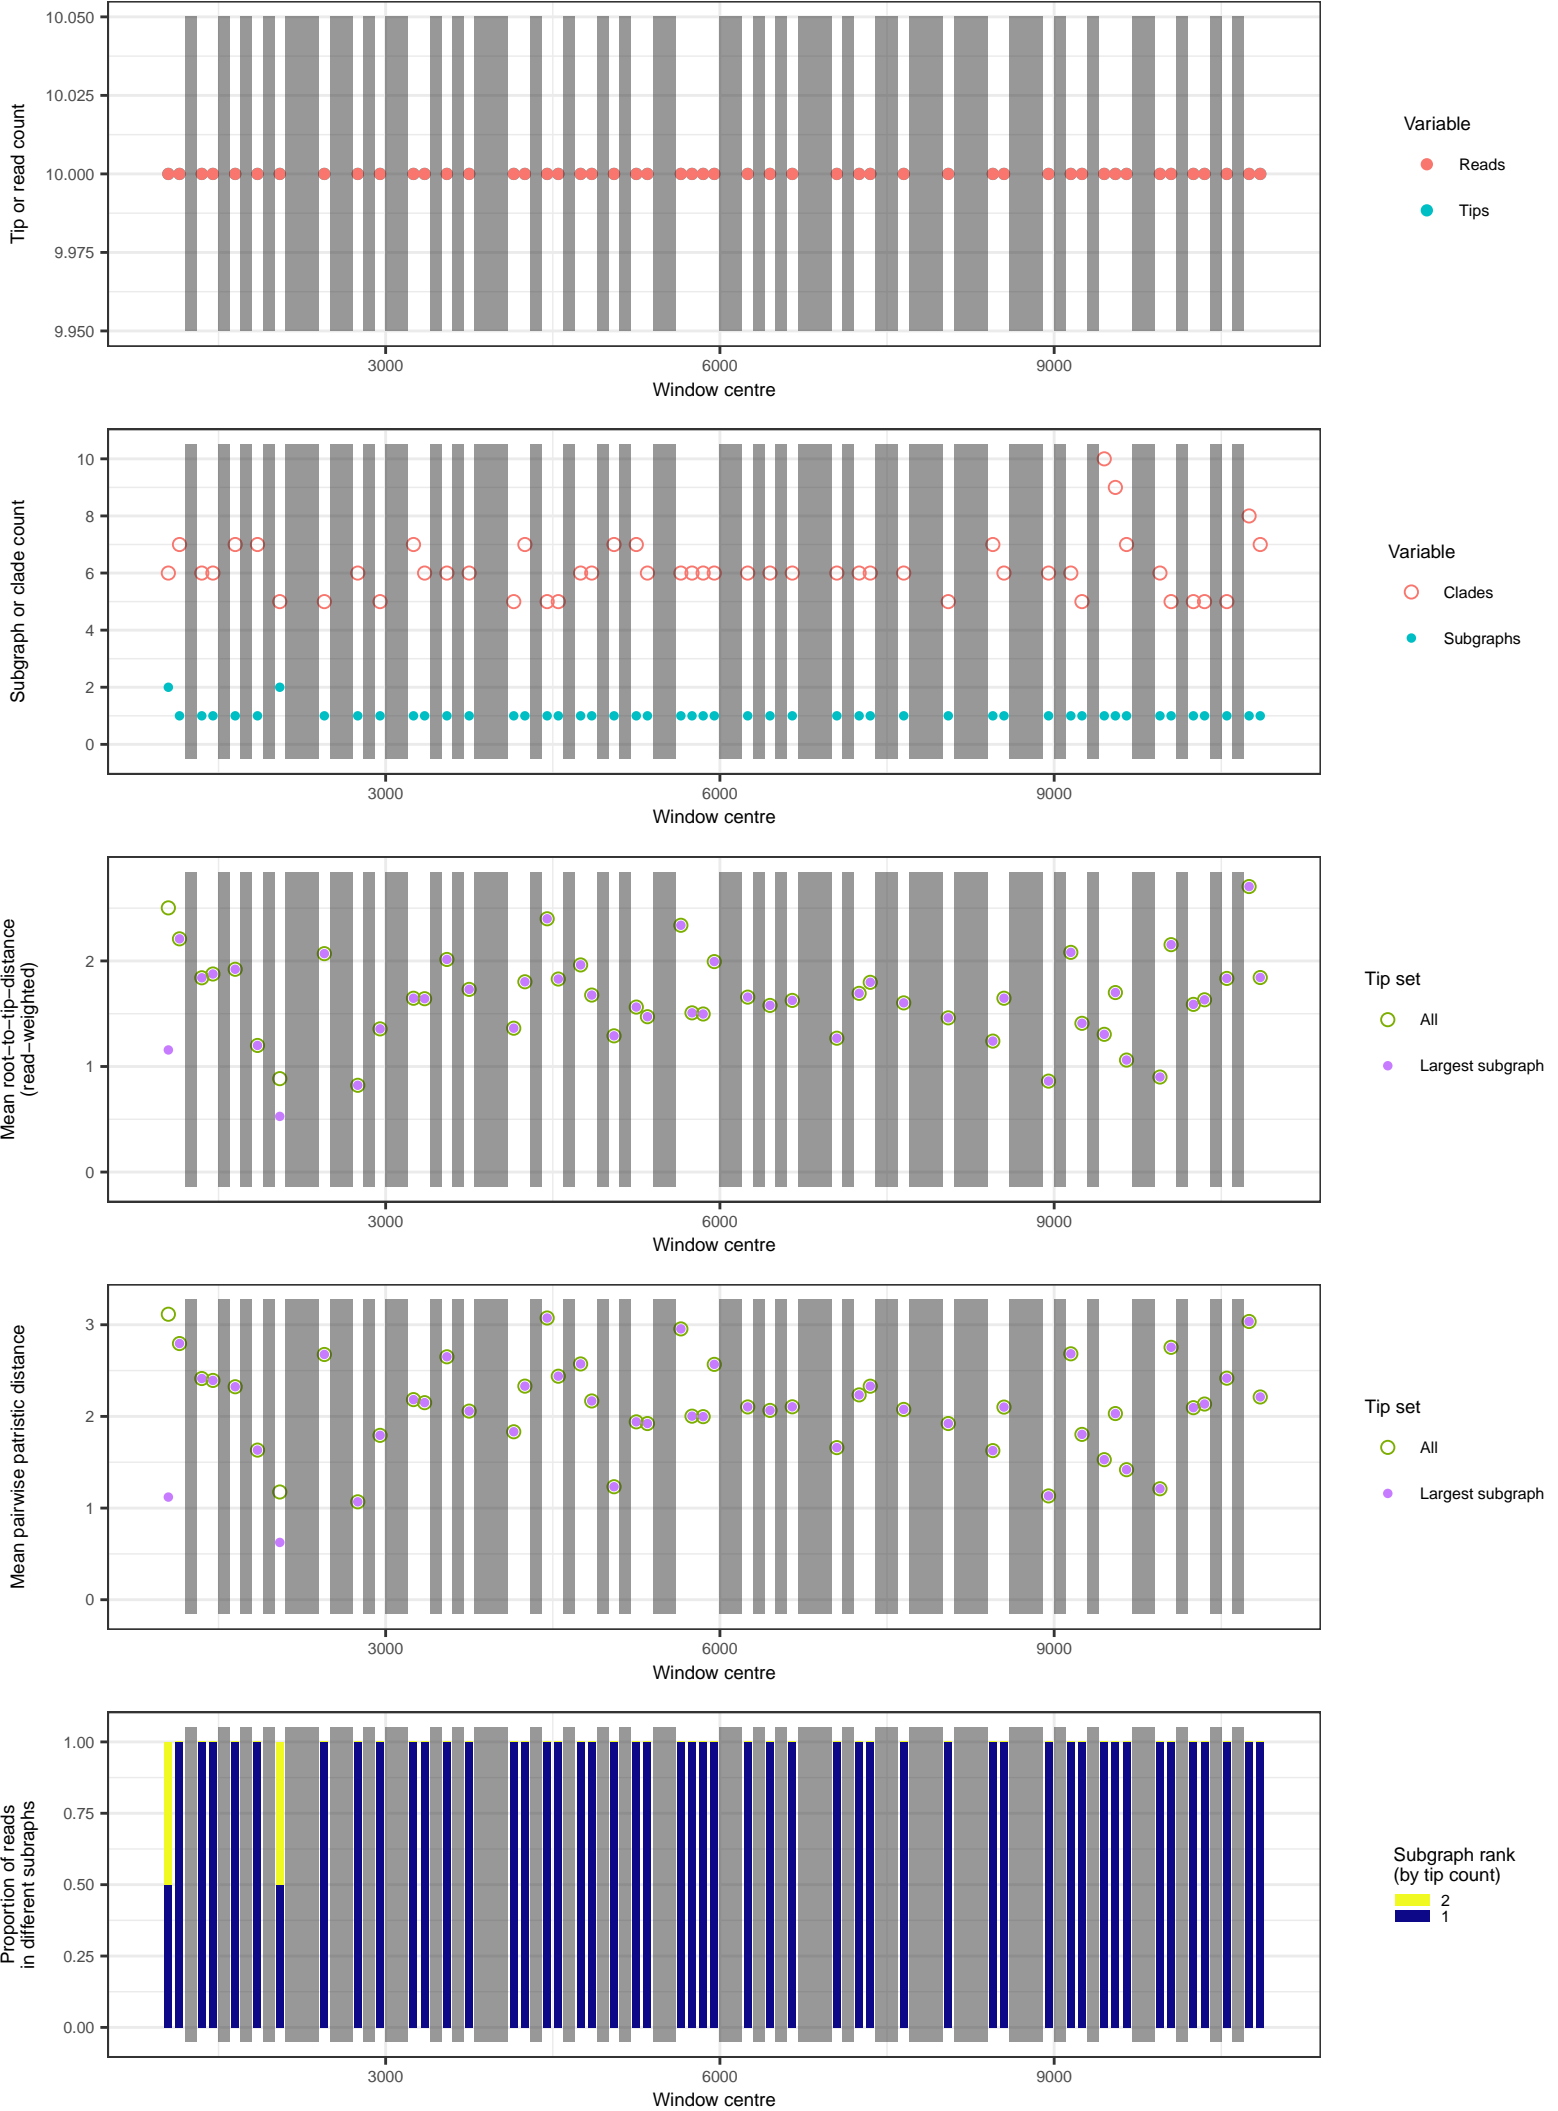 10.050
10.025
10.000
9.975
9.950
Tip or read count
3000
6000
9000
Window centre
Variable
Reads
Tips
10
8
6
4
2
0
Subgraph or clade count
3000
6000
9000
Window centre
Variable
Clades
Subgraphs
2
1
0
Mean root−to−tip−distance
(read−weighted)
3000
6000
9000
Window centre
Tip set
All
Largest subgraph
3
2
1
0
Mean pairwise patristic distance
3000
6000
9000
Window centre
Tip set
All
Largest subgraph
1.00
0.75
0.50
0.25
0.00
Proportion of reads
in different subraphs
3000
6000
9000
Window centre
Subgraph rank
(by tip count)
2
1